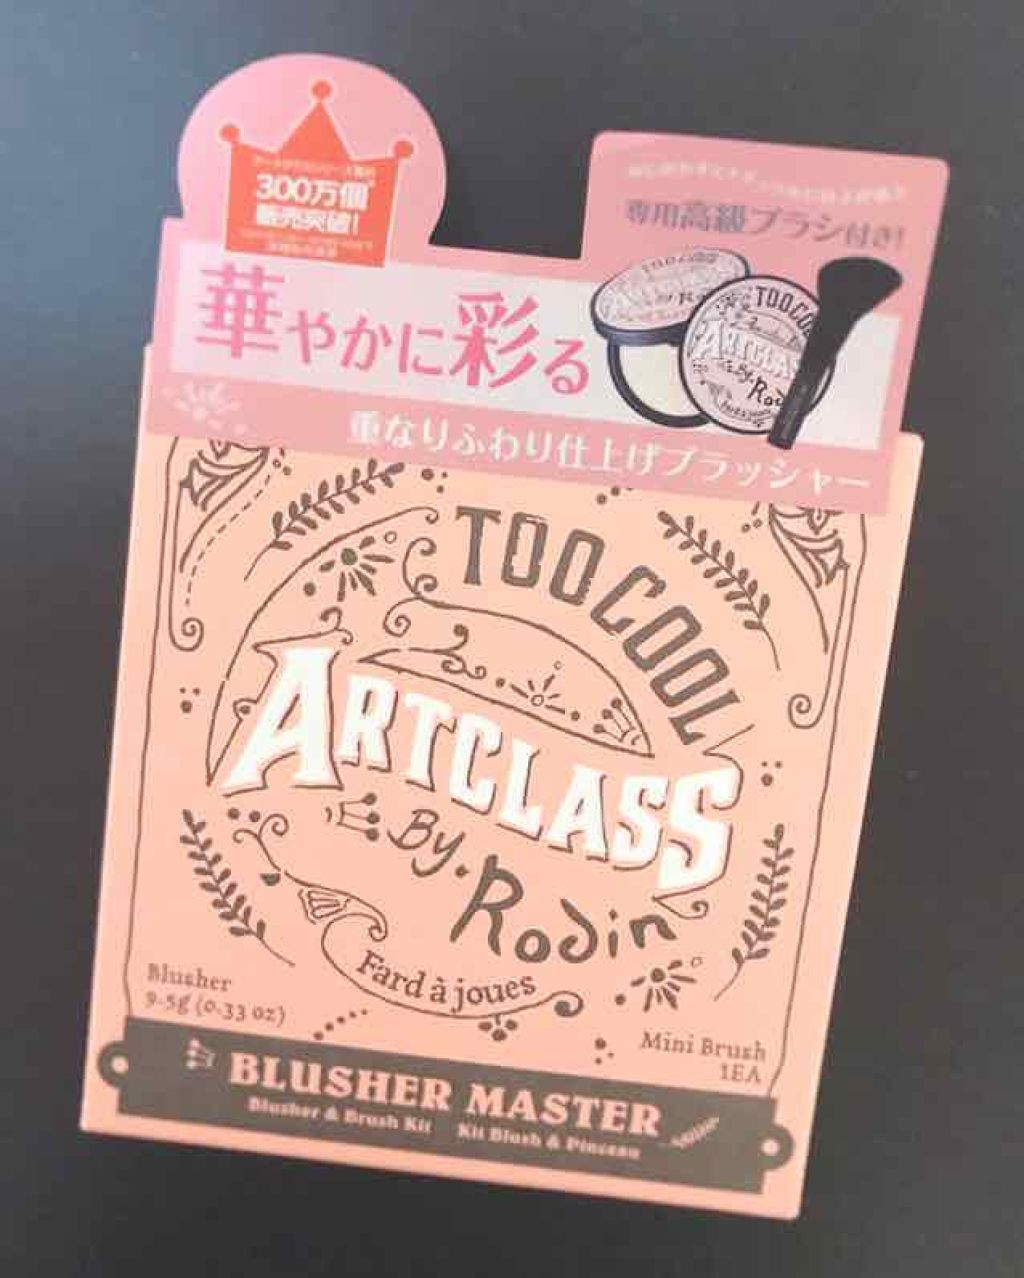 300万個
販売突破!
専用高級ブラシ付き!
華やかに彩る
重なりふわり仕上げブラッシャー
TOO COOL
ARTCLASS
By. Rodin
Fard à joues
Blusher
9.5g (0.33 oz)
Mini Brush
1EA
BLUSHER MASTER
Blusher & Brush Kit Kit Blush & Pinceau